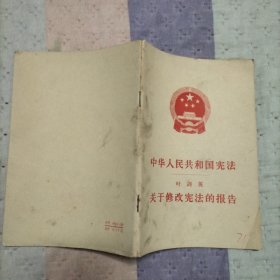 中华人民共和国宪法
叶剑英
关于修改宪法的报告